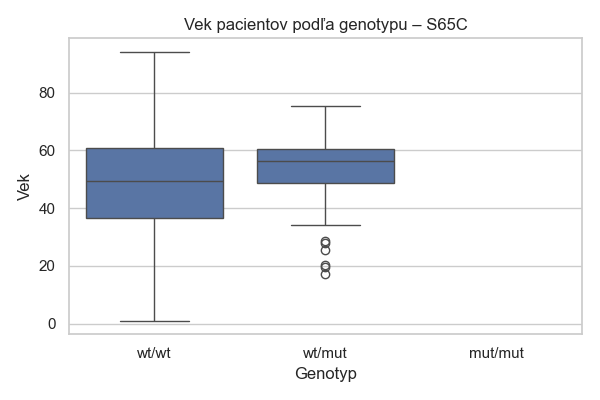 Vek pacientov podľa genotypu – S65C
Vek
80
60
40
20
0
wt/wt
wt/mut
mut/mut
Genotyp